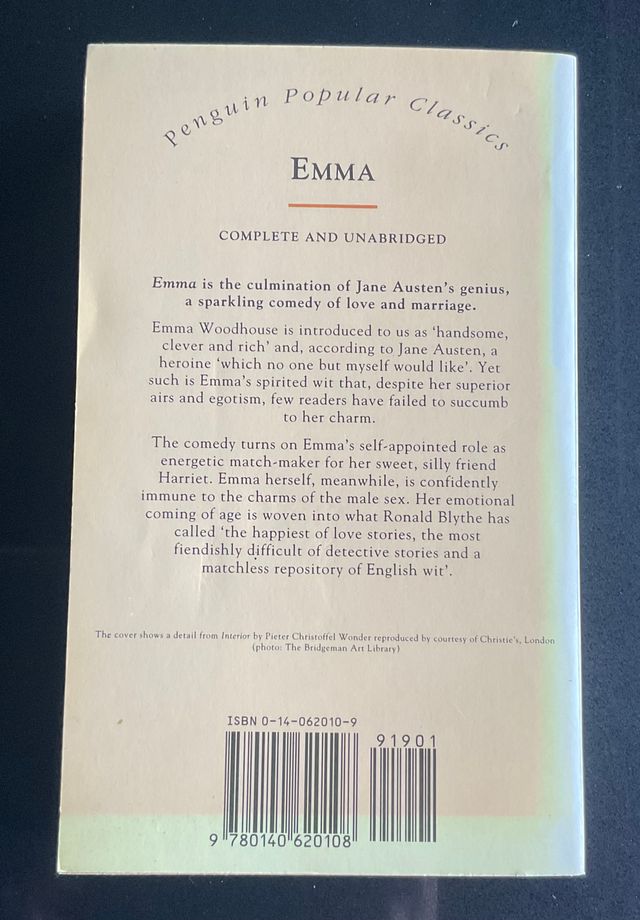 Penguin Popular Classics
EMMA
COMPLETE AND UNABRIDGED
Emma is the culmination of Jane Austen's genius,
a sparkling comedy of love and marriage.
Emma Woodhouse is introduced to us as ‘handsome,
clever and rich’ and, according to Jane Austen, a
heroine ‘which no one but myself would like’. Yet
such is Emma’s spirited wit that, despite her superior
airs and egotism, few readers have failed to succumb
to her charm.
The comedy turns on Emma’s self-appointed role as
energetic match-maker for her sweet, silly friend
Harriet. Emma herself, meanwhile, is confidently
immune to the charms of the male sex. Her emotional
coming of age is woven into what Ronald Blythe has
called ‘the happiest of love stories, the most
fiendishly difficult of detective stories and a
matchless repository of English wit’.
The cover shows a detail from Interior by Pieter Christoffel Wonder reproduced by courtesy of Christie's, London
(photo: The Bridgeman Art Library)
ISBN 0-14-062010-9
91901
9 780140 620108